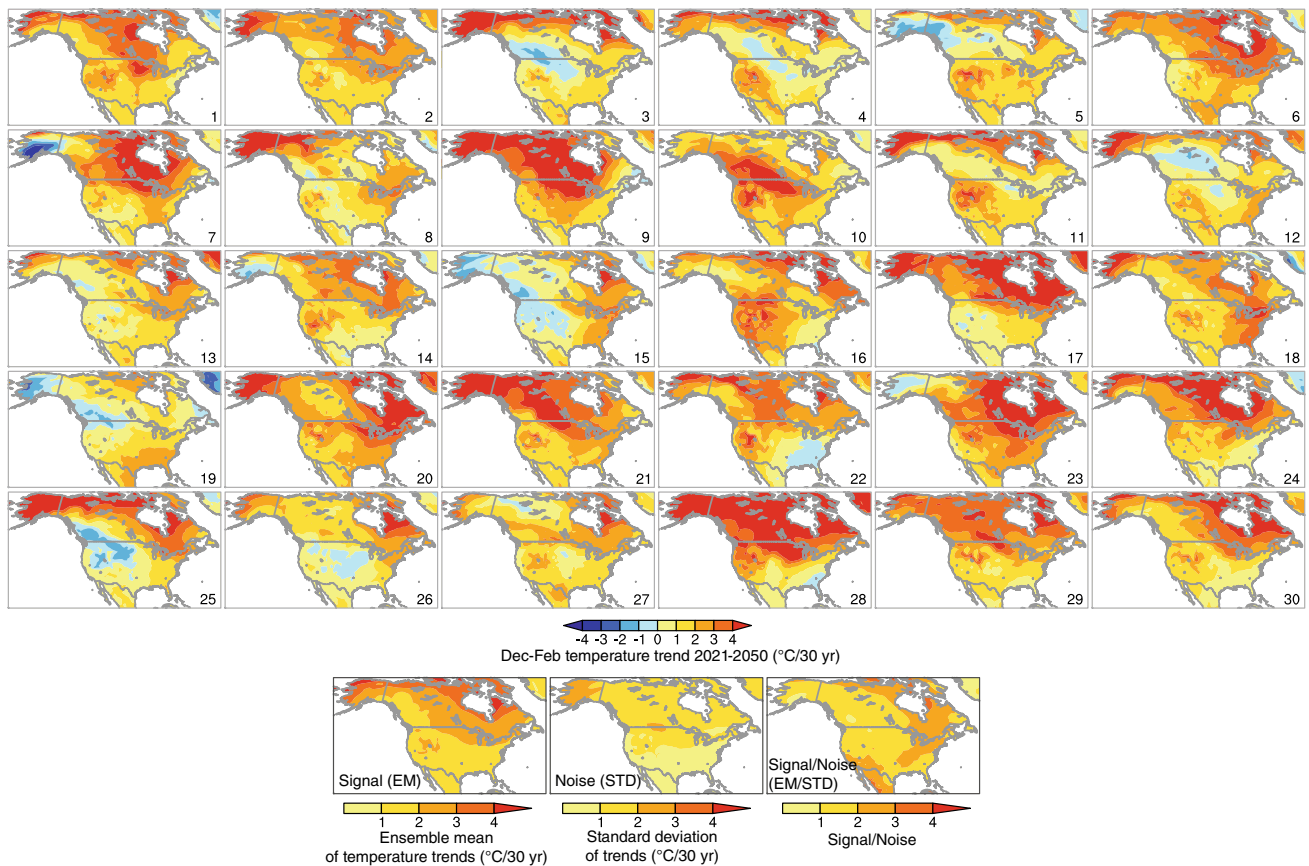 1 2 3 4 5 6
7 8 9 10 11 12
13 14 15 16 17 18
19 20 21 22 23 24
25 26 27 28 29 30
-4 -3 -2 -1 0 1 2 3 4
Dec-Feb temperature trend 2021-2050 (°C/30 yr)
Signal (EM)
Noise (STD)
Signal/Noise
(EM/STD)
1 2 3 4
Ensemble mean
of temperature trends (°C/30 yr)
1 2 3 4
Standard deviation
of trends (°C/30 yr)
1 2 3 4
Signal/Noise